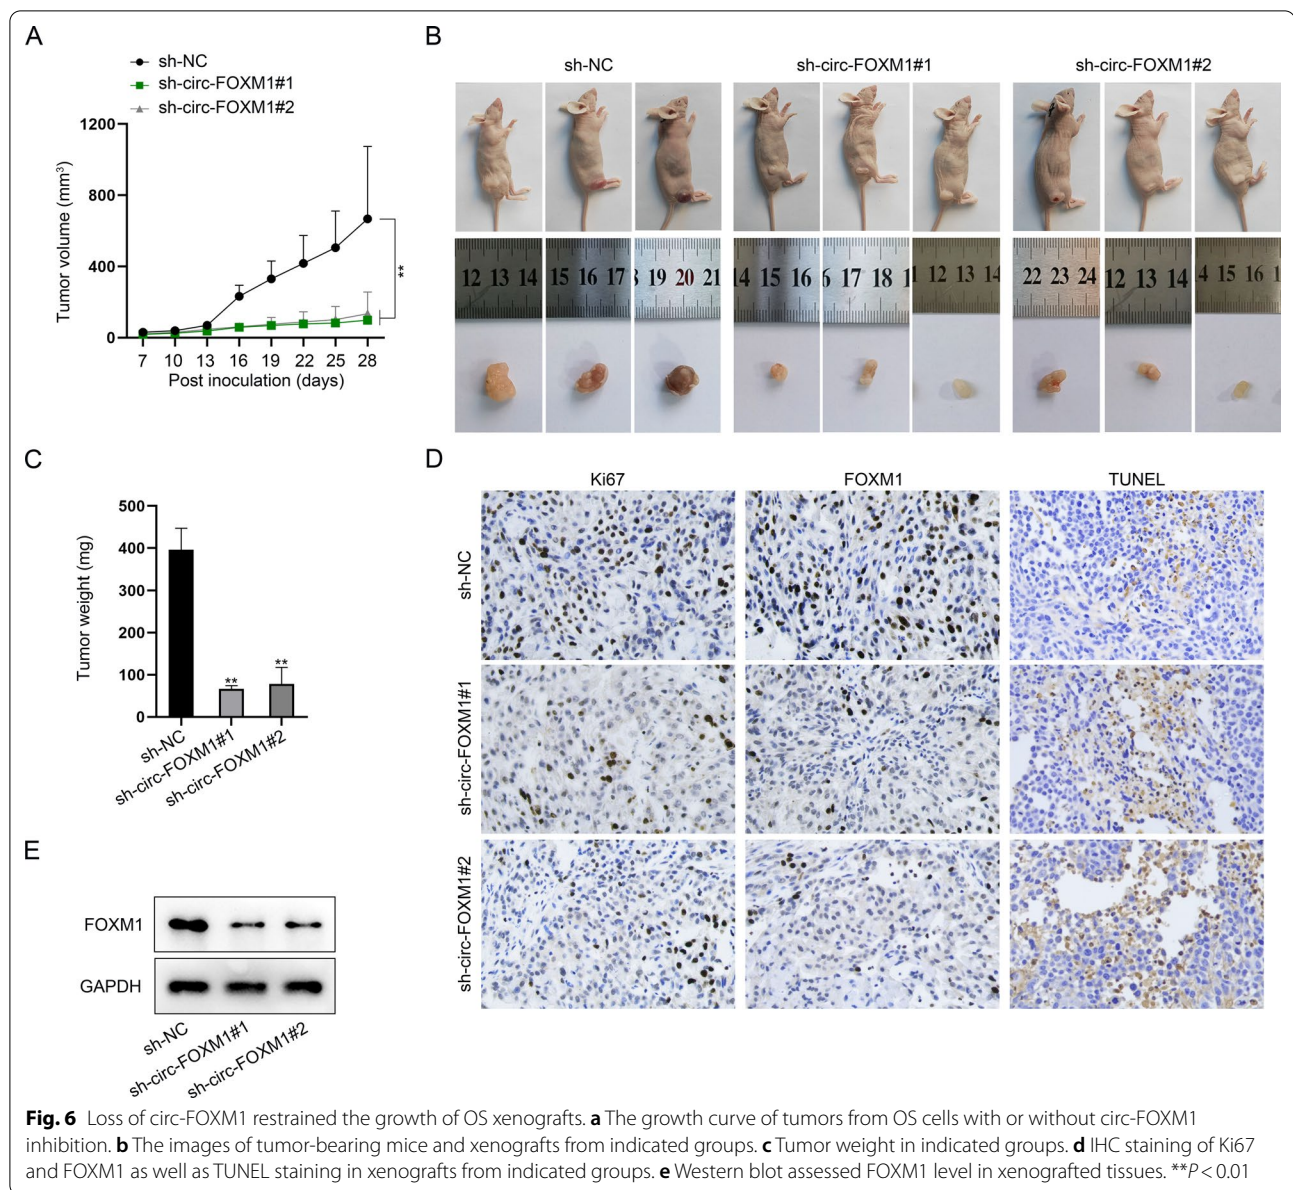 A
sh-NC
sh-circ-FOXM1#1
sh-circ-FOXM1#2
1200
800
400
0
Tumor volume (mm³)
**
7 10 13 16 19 22 25 28
Post inoculation (days)
B
sh-NC sh-circ-FOXM1#1 sh-circ-FOXM1#2
12 13 14 15 16 17 8 19 20 21 14 15 16 6 17 18 1 1 12 13 14 22 23 24 12 13 14 4 15 16 1
C
500
400
300
200
100
0
Tumor weight (mg)
** **
sh-NC
sh-circ-FOXM1#1
sh-circ-FOXM1#2
D
Ki67 FOXM1 TUNEL
sh-NC
sh-circ-FOXM1#1
sh-circ-FOXM1#2
E
FOXM1
GAPDH
sh-NC
sh-circ-FOXM1#1
sh-circ-FOXM1#2
Fig. 6 Loss of circ-FOXM1 restrained the growth of OS xenografts. a The growth curve of tumors from OS cells with or without circ-FOXM1
inhibition. b The images of tumor-bearing mice and xenografts from indicated groups. c Tumor weight in indicated groups. d IHC staining of Ki67
and FOXM1 as well as TUNEL staining in xenografts from indicated groups. e Western blot assessed FOXM1 level in xenografted tissues. **P < 0.01